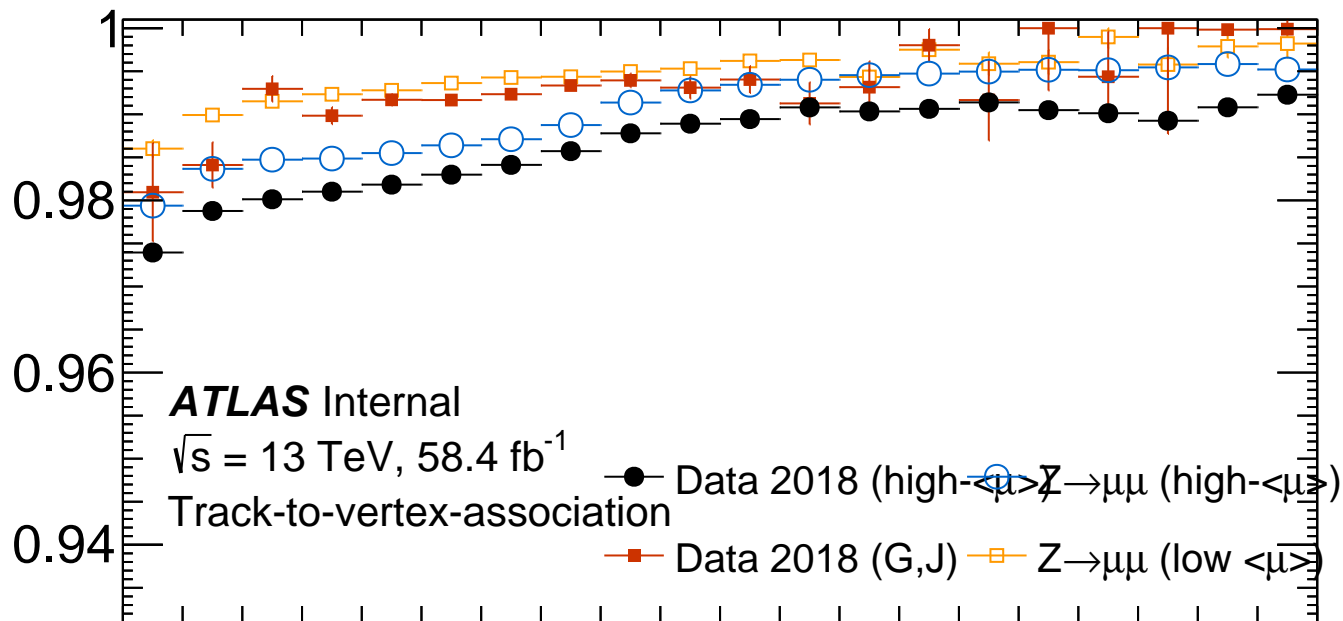 1
0.98
0.96
0.94
ATLAS Internal
√s = 13 TeV, 58.4 fb⁻¹
Track-to-vertex-association
Data 2018 (high-<μ>)
Z→μμ (high-<μ>)
Data 2018 (G,J)
Z→μμ (low <μ>)